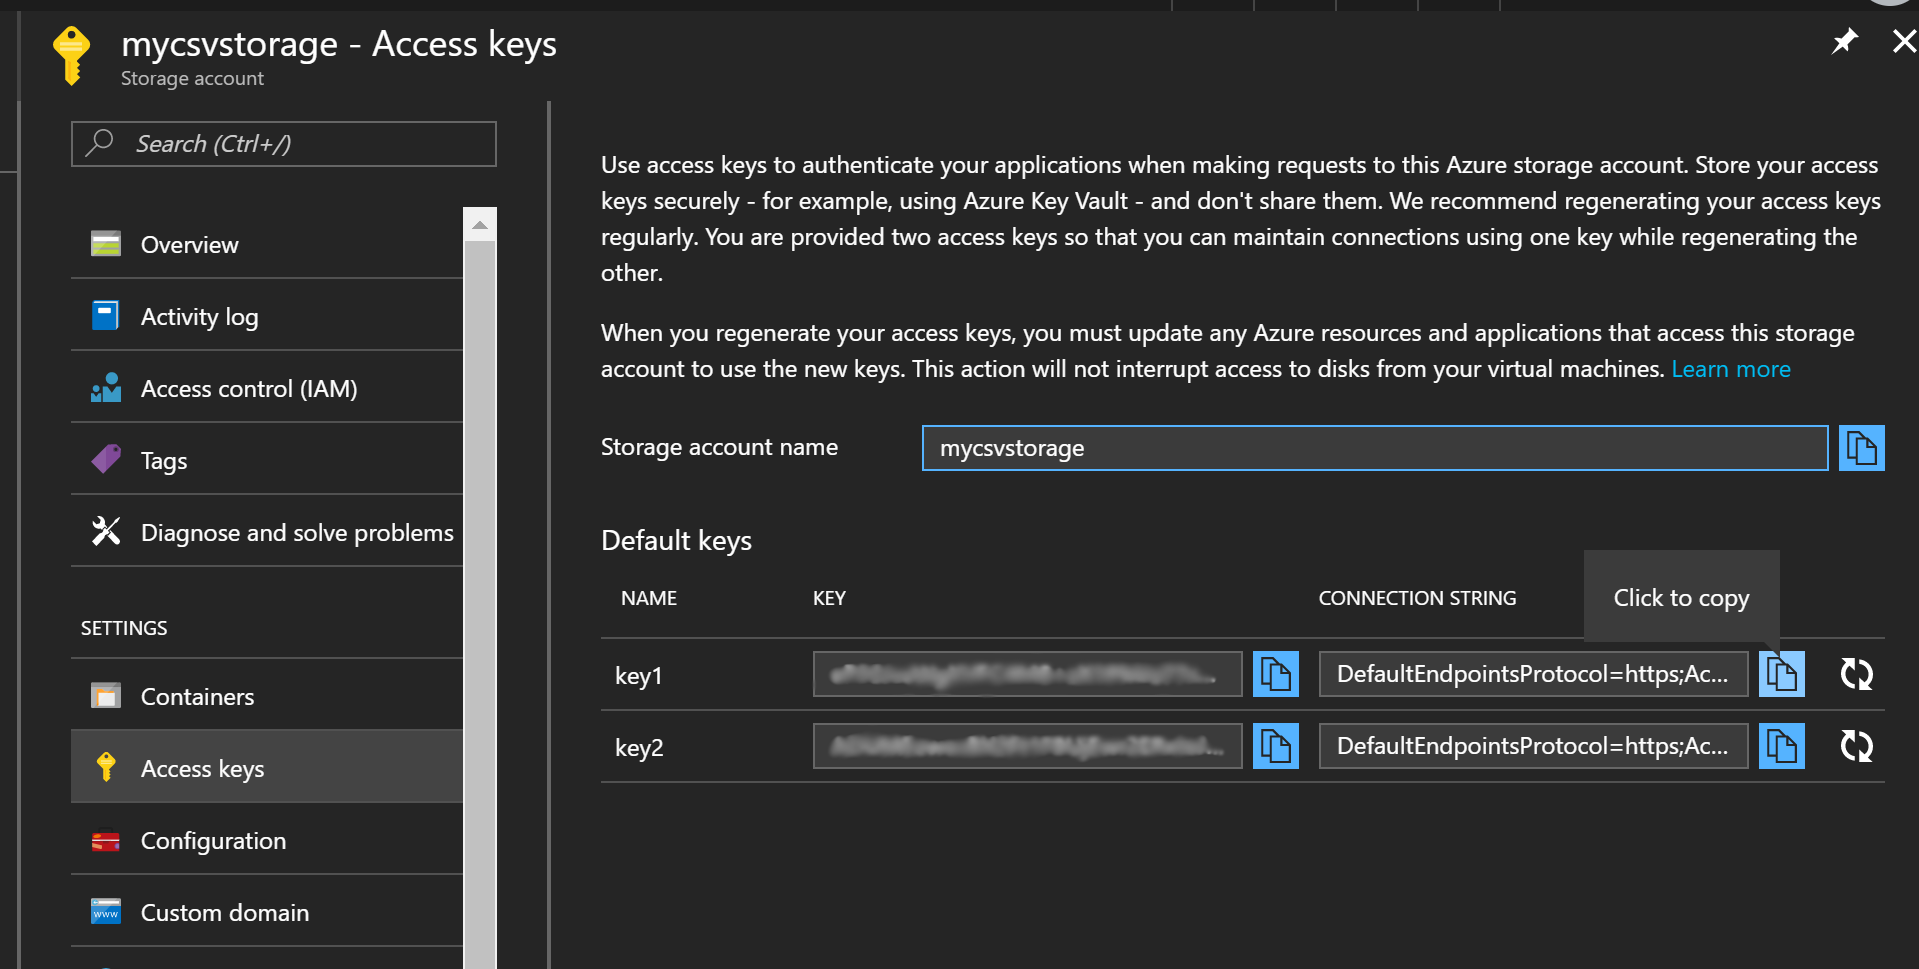 mycsvstorage - Access keys
Storage account
Search (Ctrl+/)
Overview
Activity log
Access control (IAM)
Tags
Diagnose and solve problems
SETTINGS
Containers
Access keys
Configuration
www
Custom domain
Use access keys to authenticate your applications when making requests to this Azure storage account. Store your access
keys securely - for example, using Azure Key Vault - and don't share them. We recommend regenerating your access keys
regularly. You are provided two access keys so that you can maintain connections using one key while regenerating the
other.
When you regenerate your access keys, you must update any Azure resources and applications that access this storage
account to use the new keys. This action will not interrupt access to disks from your virtual machines. Learn more
Storage account name mycsvstorage
Default keys
NAME KEY CONNECTION STRING Click to copy
key1 DefaultEndpointsProtocol=https;Ac...
key2 DefaultEndpointsProtocol=https;Ac...